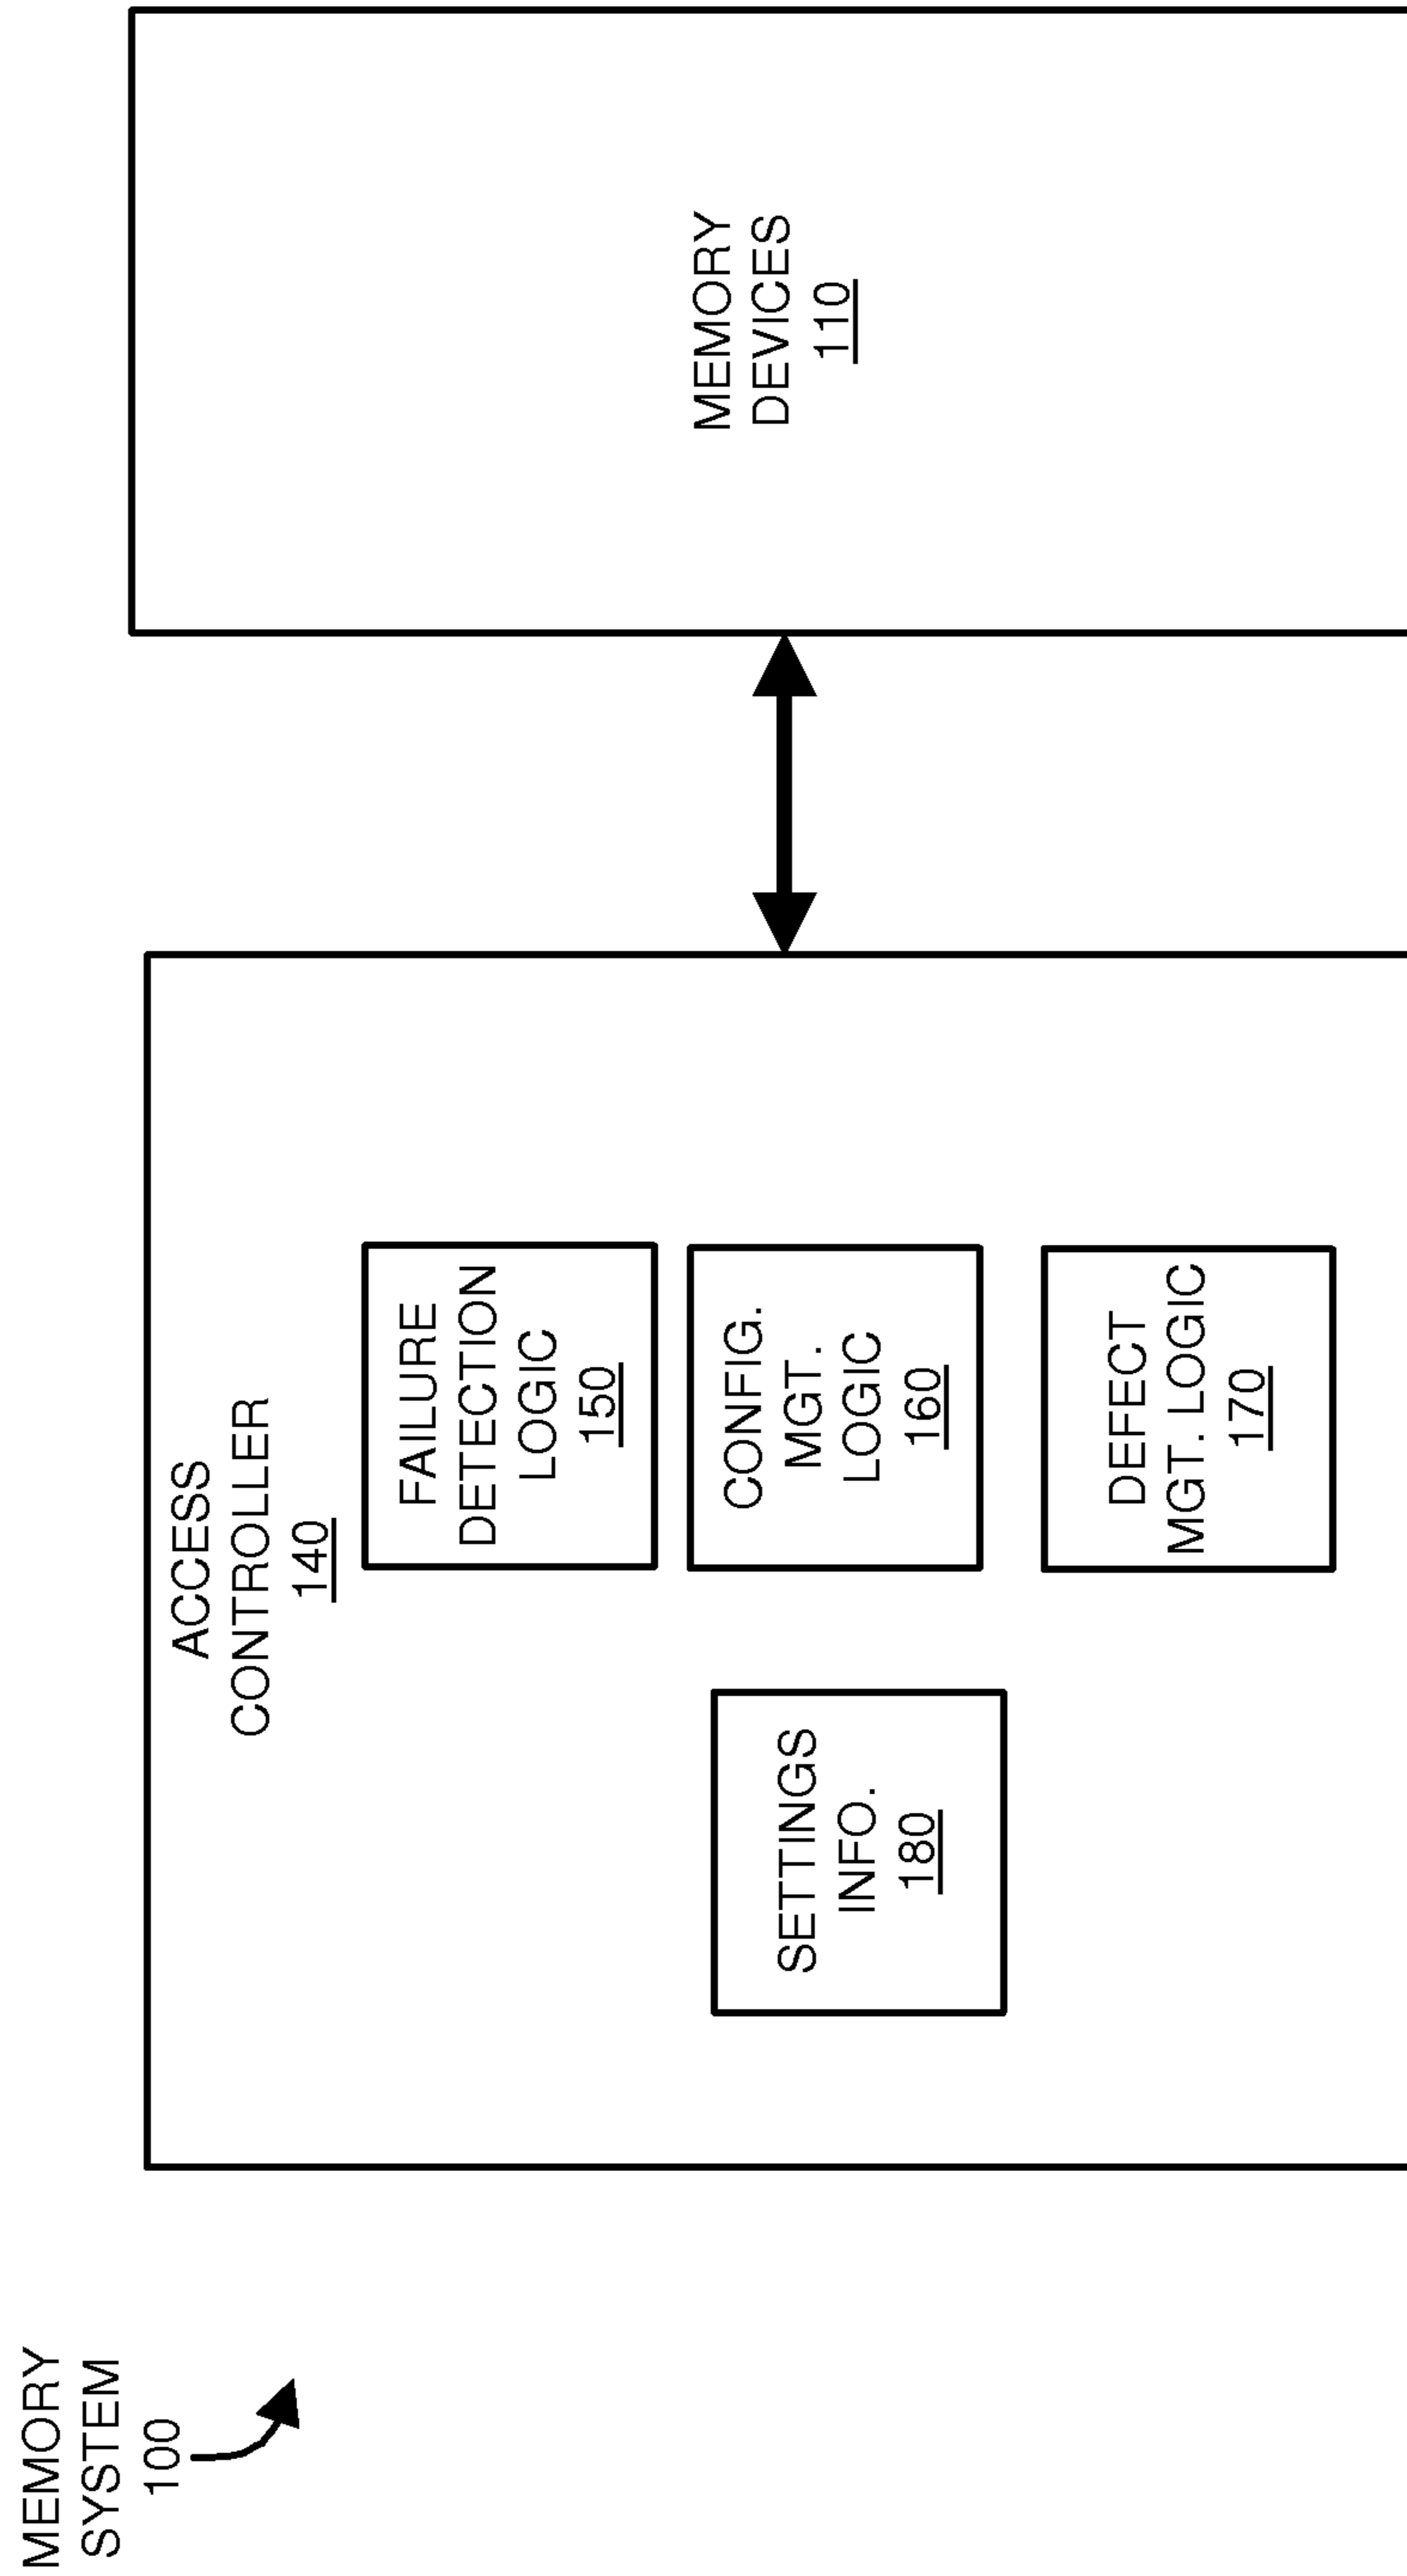 MEMORY
SYSTEM
100
ACCESS
CONTROLLER
140
FAILURE
DETECTION
LOGIC
150
SETTINGS
INFO.
180
CONFIG.
MGT.
LOGIC
160
DEFECT
MGT. LOGIC
170
MEMORY
DEVICES
110